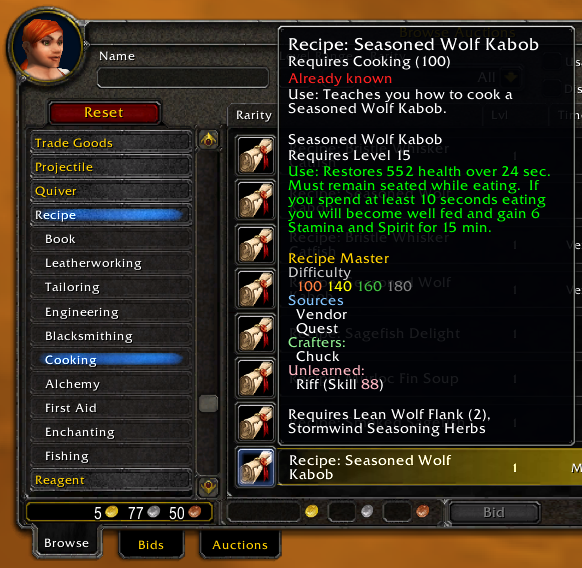 Browse Auctions
Name
All
Reset
Rarity
Lvl
Trade Goods
Projectile
Quiver
Recipe
Book
Leatherworking
Tailoring
Engineering
Blacksmithing
Cooking
Alchemy
First Aid
Enchanting
Fishing
Reagent
Recipe: Seasoned Wolf Kabob
Requires Cooking (100)
Already known
Use: Teaches you how to cook a
Seasoned Wolf Kabob.
Seasoned Wolf Kabob
Requires Level 15
Use: Restores 552 health over 24 sec.
Must remain seated while eating. If
you spend at least 10 seconds eating
you will become well fed and gain 6
Stamina and Spirit for 15 min.
Recipe Master
Difficulty
100 140 160 180
Sources
Vendor
Quest
Crafters:
Chuck
Unlearned:
Riff (Skill 88)
Requires Lean Wolf Flank (2),
Stormwind Seasoning Herbs
Recipe: Seasoned Wolf
Kabob
1
M
5 77 50
Bid
Browse
Bids
Auctions